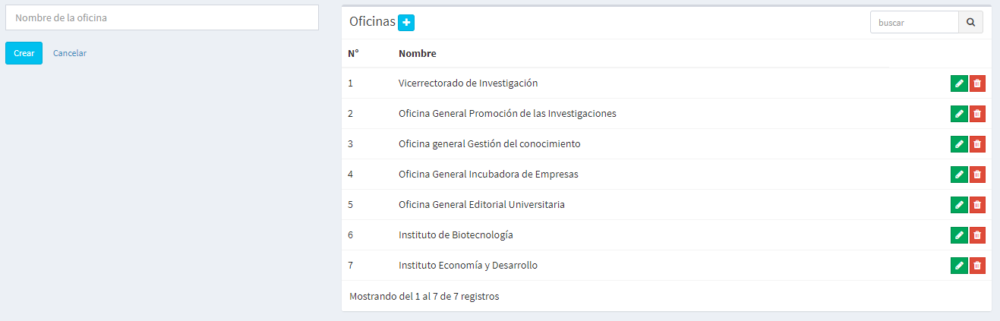 Nombre de la oficina
Crear Cancelar
Oficinas
buscar
N° Nombre
1 Vicerrectorado de Investigación
2 Oficina General Promoción de las Investigaciones
3 Oficina general Gestión del conocimiento
4 Oficina General Incubadora de Empresas
5 Oficina General Editorial Universitaria
6 Instituto de Biotecnología
7 Instituto Economía y Desarrollo
Mostrando del 1 al 7 de 7 registros